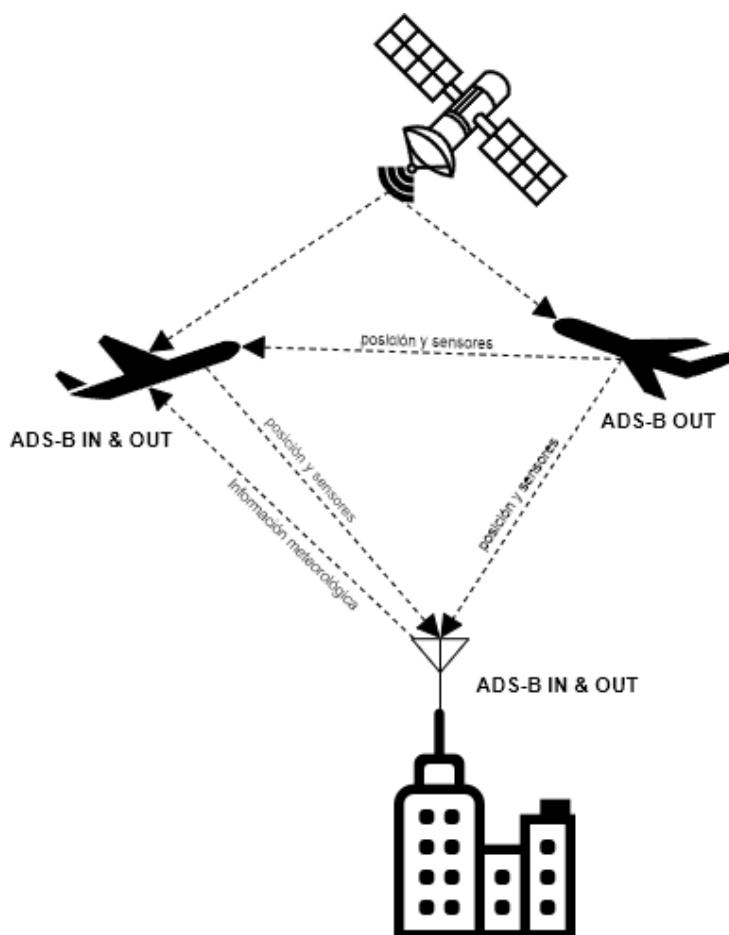 posición y sensores
ADS-B IN & OUT
ADS-B OUT
posición y sensores
posición y sensores
Información meteorológica
ADS-B IN & OUT